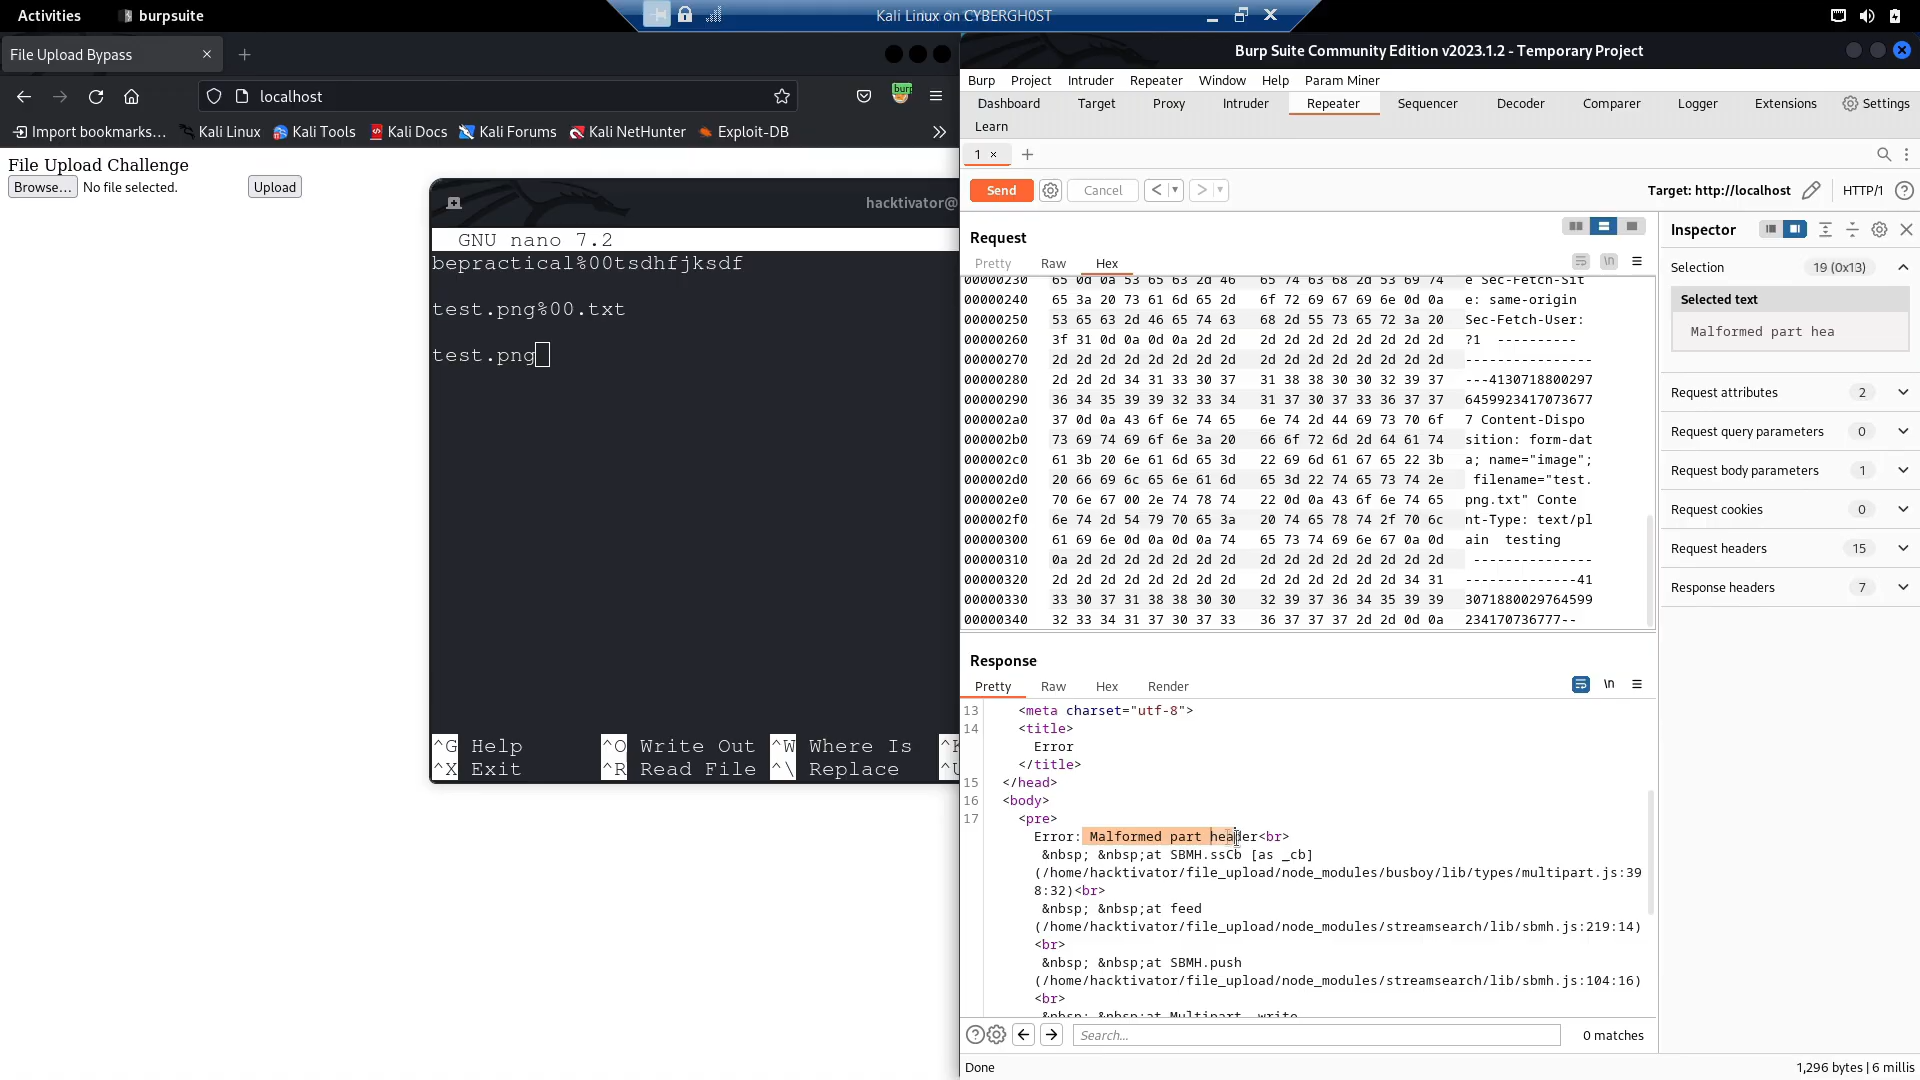 Activities
burpsuite
Kali Linux on CYBERGH0ST
File Upload Bypass
localhost
burp
Import bookmarks...
Kali Linux
Kali Tools
Kali Docs
Kali Forums
Kali NetHunter
Exploit-DB
File Upload Challenge
Browse...
No file selected.
Upload
hacktivator@
GNU nano 7.2
bepractical%00tsdhfjksdf
test.png%00.txt
test.png
^G Help
^O Write Out
^W Where Is
^X Exit
^R Read File
^\ Replace
Burp Suite Community Edition v2023.1.2 - Temporary Project
Burp Project Intruder Repeater Window Help Param Miner
Dashboard Target Proxy Intruder Repeater Sequencer Decoder Comparer Logger Extensions Settings
Learn
1 × +
Send
Cancel
< >
Target: http://localhost
HTTP/1
Request
Pretty Raw Hex
\n
00000230 65 0d 0a 53 65 63 2d 46 65 74 63 68 2d 53 69 74 e Sec-Fetch-Sit
00000240 65 3a 20 73 61 6d 65 2d 6f 72 69 67 69 6e 0d 0a e: same-origin
00000250 53 65 63 2d 46 65 74 63 68 2d 55 73 65 72 3a 20 Sec-Fetch-User:
00000260 3f 31 0d 0a 0d 0a 2d 2d 2d 2d 2d 2d 2d 2d 2d 2d ?1 ----------
00000270 2d 2d 2d 2d 2d 2d 2d 2d 2d 2d 2d 2d 2d 2d 2d 2d ----------------
00000280 2d 2d 2d 34 31 33 30 37 31 38 38 30 30 32 39 37 ---4130718800297
00000290 36 34 35 39 39 32 33 34 31 37 30 37 33 36 37 37 6459923417073677
000002a0 37 0d 0a 43 6f 6e 74 65 6e 74 2d 44 69 73 70 6f 7 Content-Dispo
000002b0 73 69 74 69 6f 6e 3a 20 66 6f 72 6d 2d 64 61 74 sition: form-dat
000002c0 61 3b 20 6e 61 6d 65 3d 22 69 6d 61 67 65 22 3b a; name="image";
000002d0 20 66 69 6c 65 6e 61 6d 65 3d 22 74 65 73 74 2e filename="test.
000002e0 70 6e 67 00 2e 74 78 74 22 0d 0a 43 6f 6e 74 65 png.txt" Conte
000002f0 6e 74 2d 54 79 70 65 3a 20 74 65 78 74 2f 70 6c nt-Type: text/pl
00000300 61 69 6e 0d 0a 0d 0a 74 65 73 74 69 6e 67 0a 0d ain testing
00000310 0a 2d 2d 2d 2d 2d 2d 2d 2d 2d 2d 2d 2d 2d 2d 2d ---------------
00000320 2d 2d 2d 2d 2d 2d 2d 2d 2d 2d 2d 2d 2d 2d 34 31 --------------41
00000330 33 30 37 31 38 38 30 30 32 39 37 36 34 35 39 39 3071880029764599
00000340 32 33 34 31 37 30 37 33 36 37 37 37 2d 2d 0d 0a 234170736777--
Response
Pretty Raw Hex Render
\n
13 <meta charset="utf-8">
14 <title>
Error
</title>
15 </head>
16 <body>
17 <pre>
Error: Malformed part header<br>
&nbsp; &nbsp;at SBMH.ssCb [as _cb]
(/home/hacktivator/file_upload/node_modules/busboy/lib/types/multipart.js:39
8:32)<br>
&nbsp; &nbsp;at feed
(/home/hacktivator/file_upload/node_modules/streamsearch/lib/sbmh.js:219:14)
<br>
&nbsp; &nbsp;at SBMH.push
(/home/hacktivator/file_upload/node_modules/streamsearch/lib/sbmh.js:104:16)
<br>
&nbsp; &nbsp;at Multipart._write
Search...
0 matches
Done
1,296 bytes | 6 millis
Inspector
Selection 19 (0x13)
Selected text
Malformed part hea
Request attributes 2
Request query parameters 0
Request body parameters 1
Request cookies 0
Request headers 15
Response headers 7